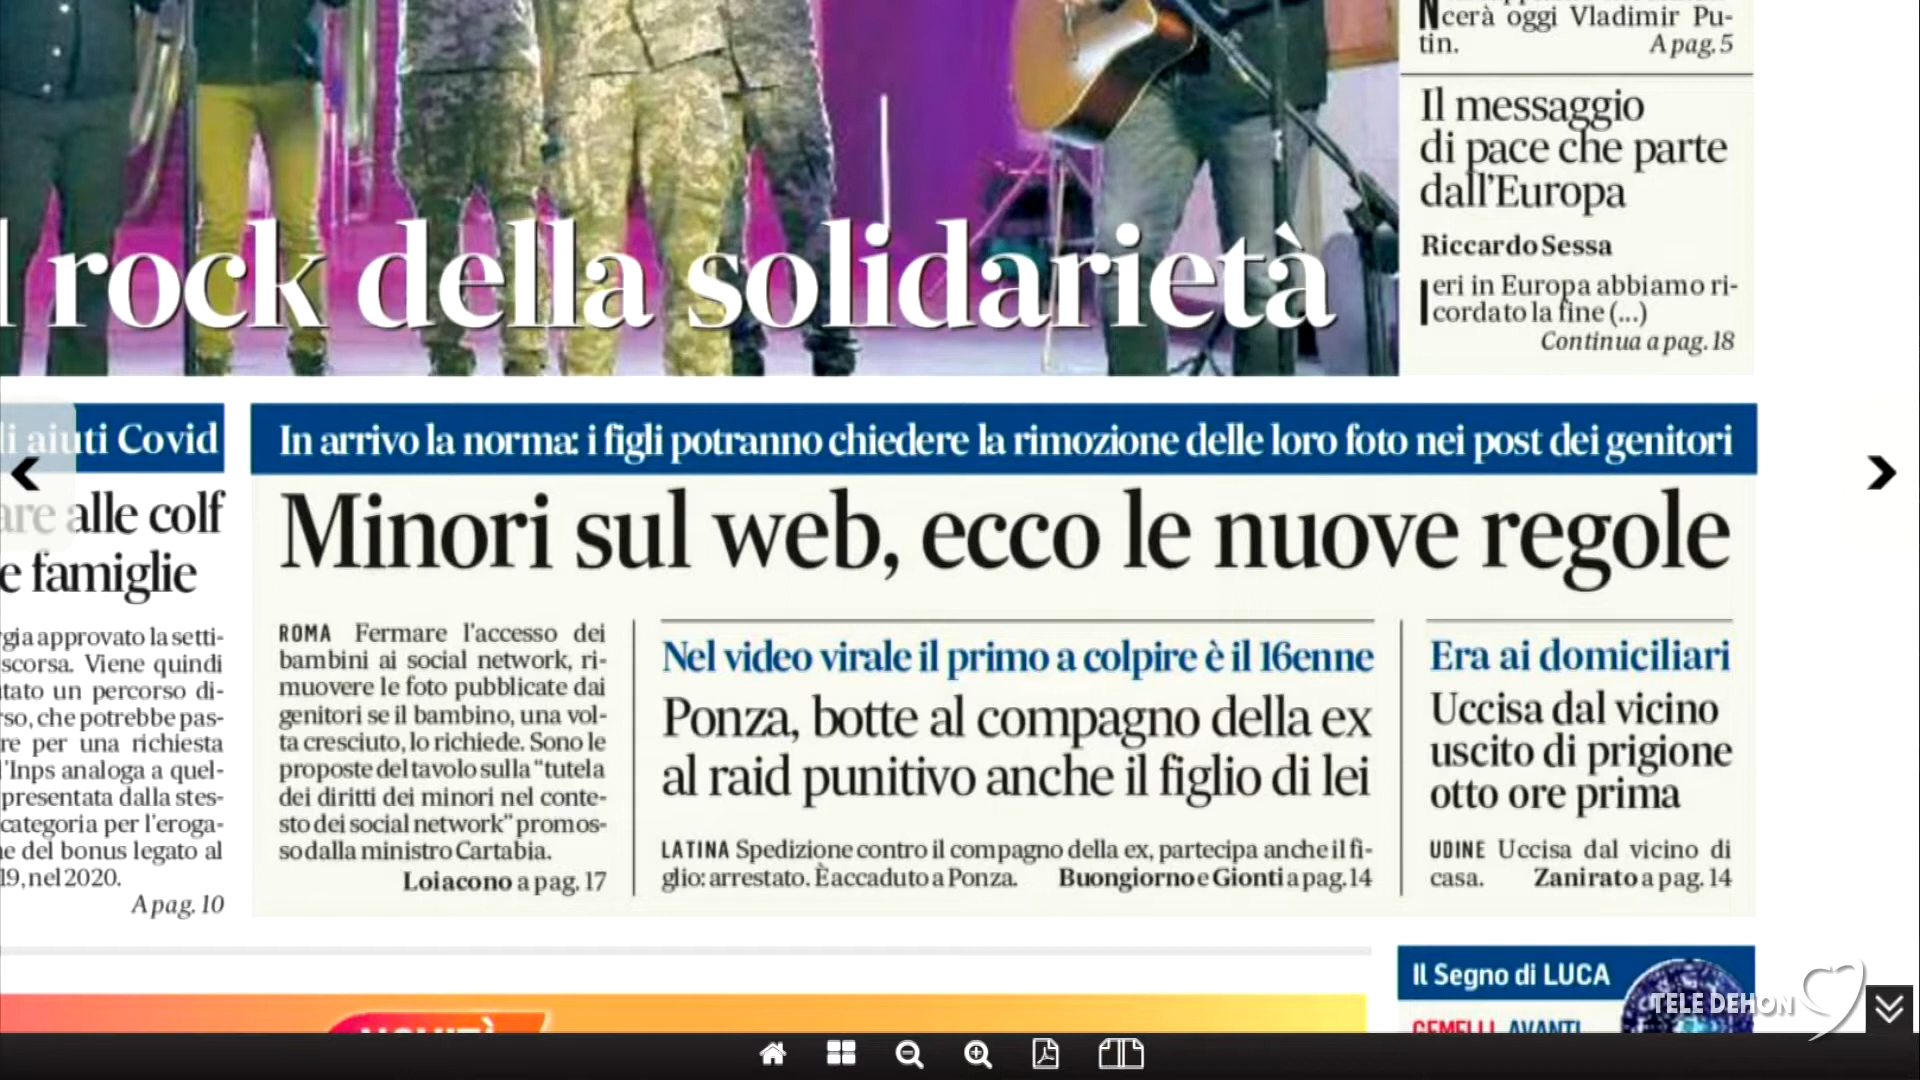 cerà oggi Vladimir Pu-
tin. A pag. 5
Il messaggio
di pace che parte
dall'Europa
Riccardo Sessa
Ieri in Europa abbiamo ri-
cordato la fine (...)
Continua a pag. 18
l rock della solidarietà
li aiuti Covid
are alle colf
e famiglie
gia approvato la setti-
scorsa. Viene quindi
tato un percorso di-
rso, che potrebbe pas-
re per una richiesta
l'Inps analoga a quel-
presentata dalla stes-
categoria per l'eroga-
e del bonus legato al
19, nel 2020.
A pag. 10
In arrivo la norma: i figli potranno chiedere la rimozione delle loro foto nei post dei genitori
Minori sul web, ecco le nuove regole
ROMA Fermare l'accesso dei
bambini ai social network, ri-
muovere le foto pubblicate dai
genitori se il bambino, una vol-
ta cresciuto, lo richiede. Sono le
proposte del tavolo sulla "tutela
dei diritti dei minori nel conte-
sto dei social network" promos-
so dalla ministro Cartabia.
Loiacono a pag. 17
Nel video virale il primo a colpire è il 16enne
Ponza, botte al compagno della ex
al raid punitivo anche il figlio di lei
LATINA Spedizione contro il compagno della ex, partecipa anche il fi-
glio: arrestato. È accaduto a Ponza. Buongiorno e Gionti a pag. 14
Era ai domiciliari
Uccisa dal vicino
uscito di prigione
otto ore prima
UDINE Uccisa dal vicino di
casa. Zanirato a pag. 14
NOVITÀ
Il Segno di LUCA
GEMELLI, AVANTI
TELE DEHON